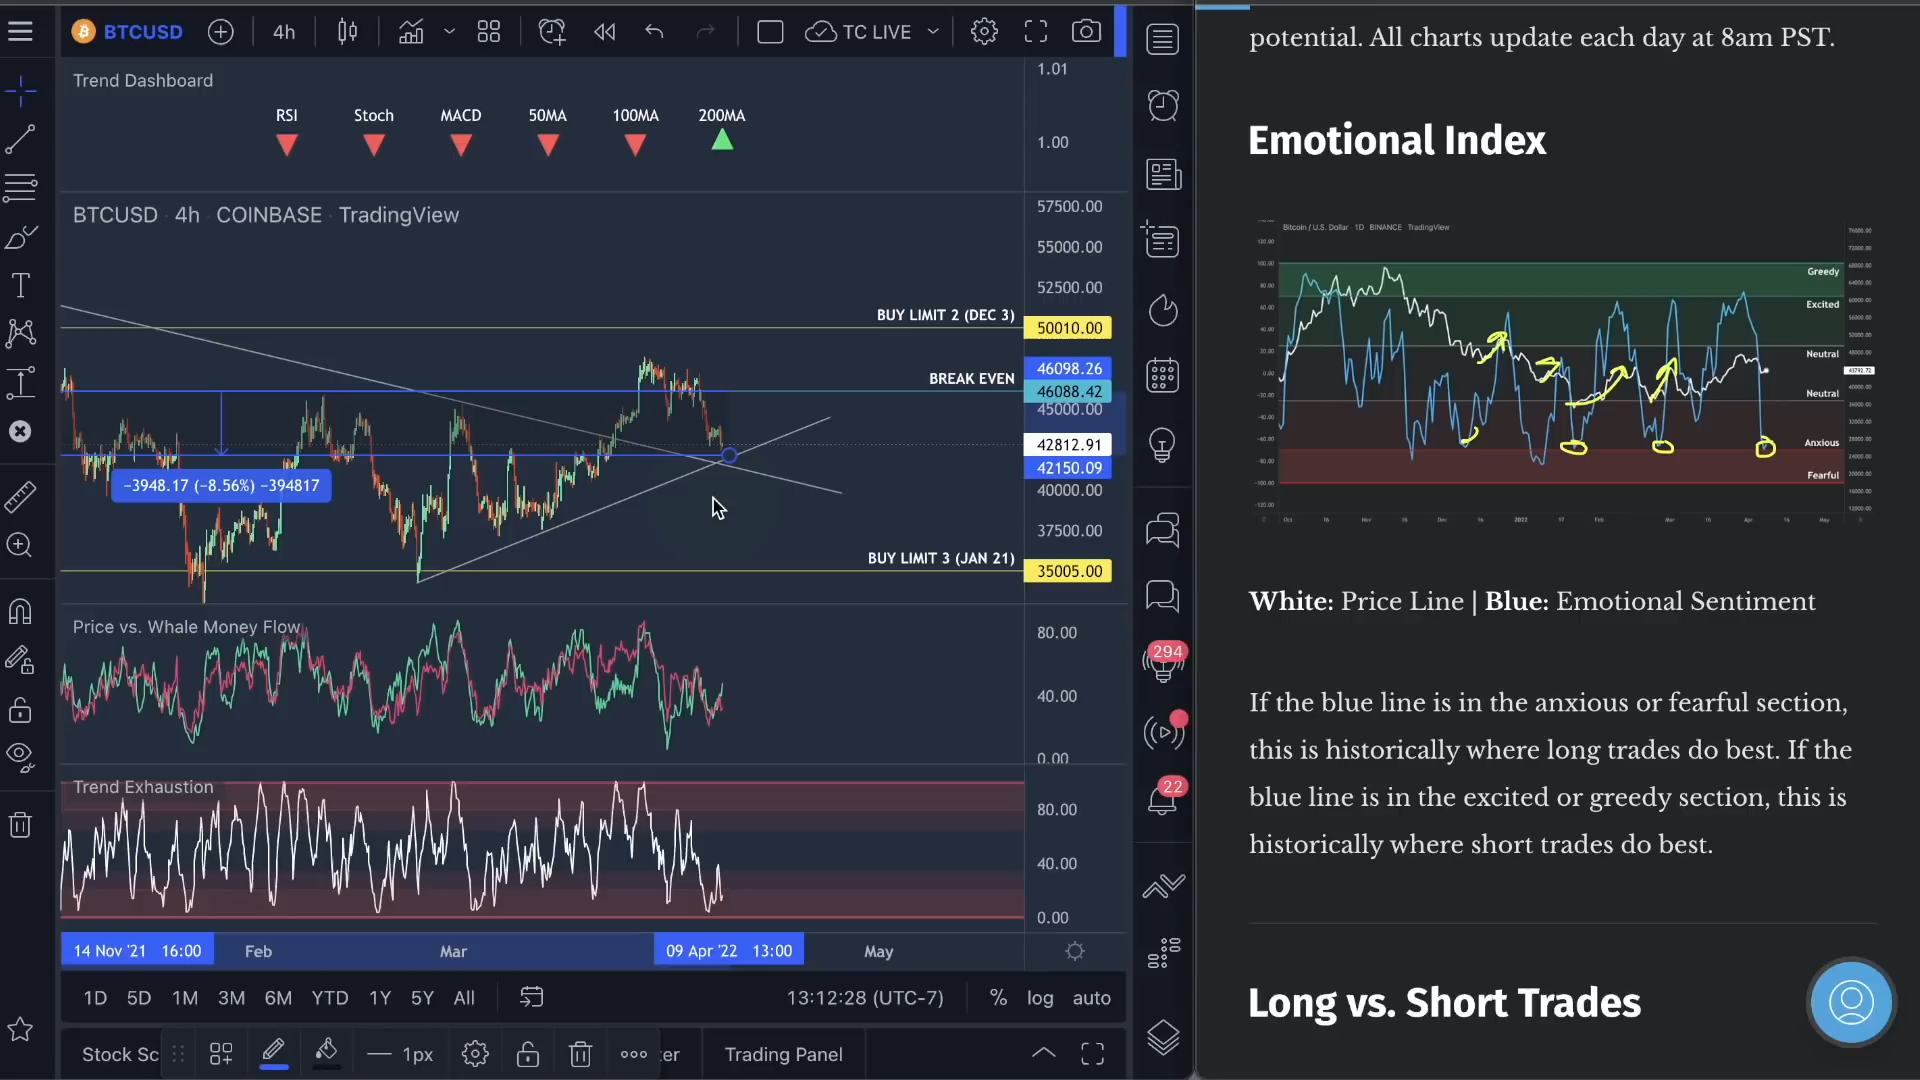 BTCUSD
4h
TC LIVE
Trend Dashboard
RSI Stoch MACD 50MA 100MA 200MA
1.01
1.00
BTCUSD · 4h · COINBASE · TradingView
57500.00
55000.00
52500.00
BUY LIMIT 2 (DEC 3) 50010.00
46098.26
BREAK EVEN
46088.42
45000.00
42812.91
42150.09
−3948.17 (−8.56%) −394817
40000.00
37500.00
BUY LIMIT 3 (JAN 21)
35005.00
Price vs. Whale Money Flow
80.00
40.00
0.00
Trend Exhaustion
80.00
40.00
0.00
14 Nov '21 16:00 Feb Mar 09 Apr '22 13:00 May
1D 5D 1M 3M 6M YTD 1Y 5Y All 13:12:28 (UTC-7) % log auto
Stock Sc 1px er Trading Panel
294
22
potential. All charts update each day at 8am PST.
Emotional Index
Bitcoin / U.S. Dollar 1D BINANCE TradingView
Greedy
Excited
Neutral
Neutral
Anxious
Fearful
White: Price Line | Blue: Emotional Sentiment
If the blue line is in the anxious or fearful section,
this is historically where long trades do best. If the
blue line is in the excited or greedy section, this is
historically where short trades do best.
Long vs. Short Trades